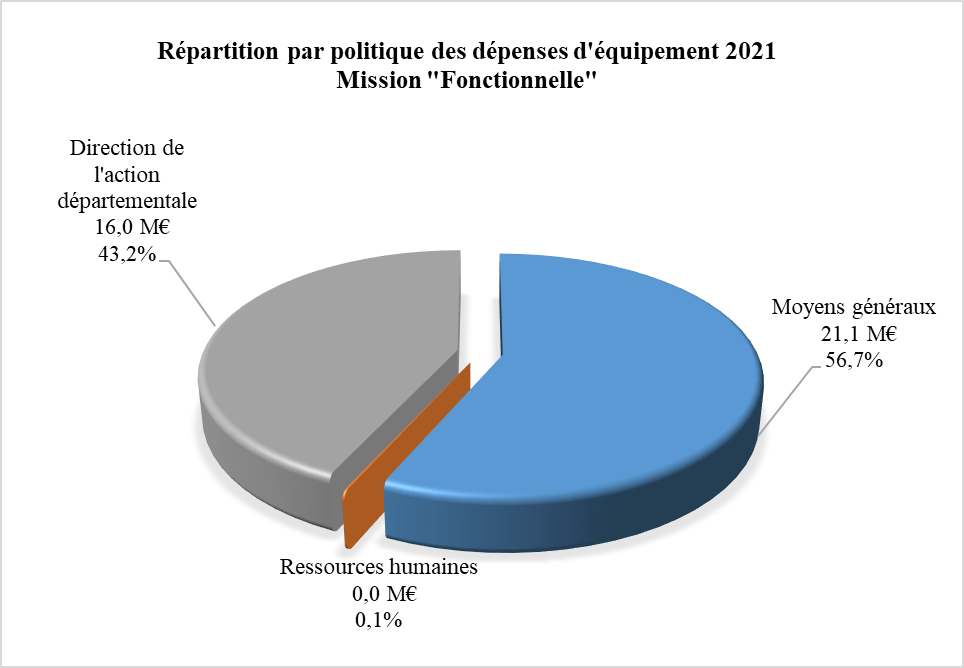 Répartition par politique des dépenses d'équipement 2021
Mission "Fonctionnelle"
Direction de
l'action
départementale
16,0 M€
43,2%
Moyens généraux
21,1 M€
56,7%
Ressources humaines
0,0 M€
0,1%